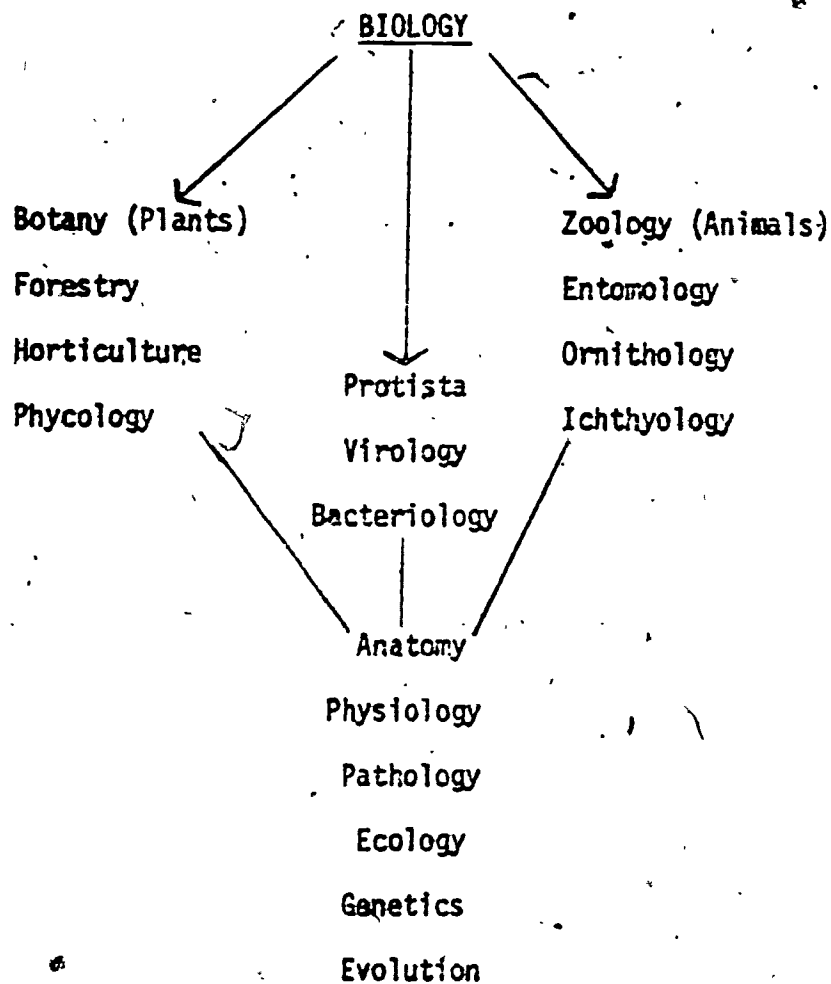 BIOLOGY
Botany (Plants)
Forestry
Horticulture
Phycology
Protista
Virology
Bacteriology
Zoology (Animals)
Entomology
Ornithology
Ichthyology
Anatomy
Physiology
Pathology
Ecology
Genetics
Evolution